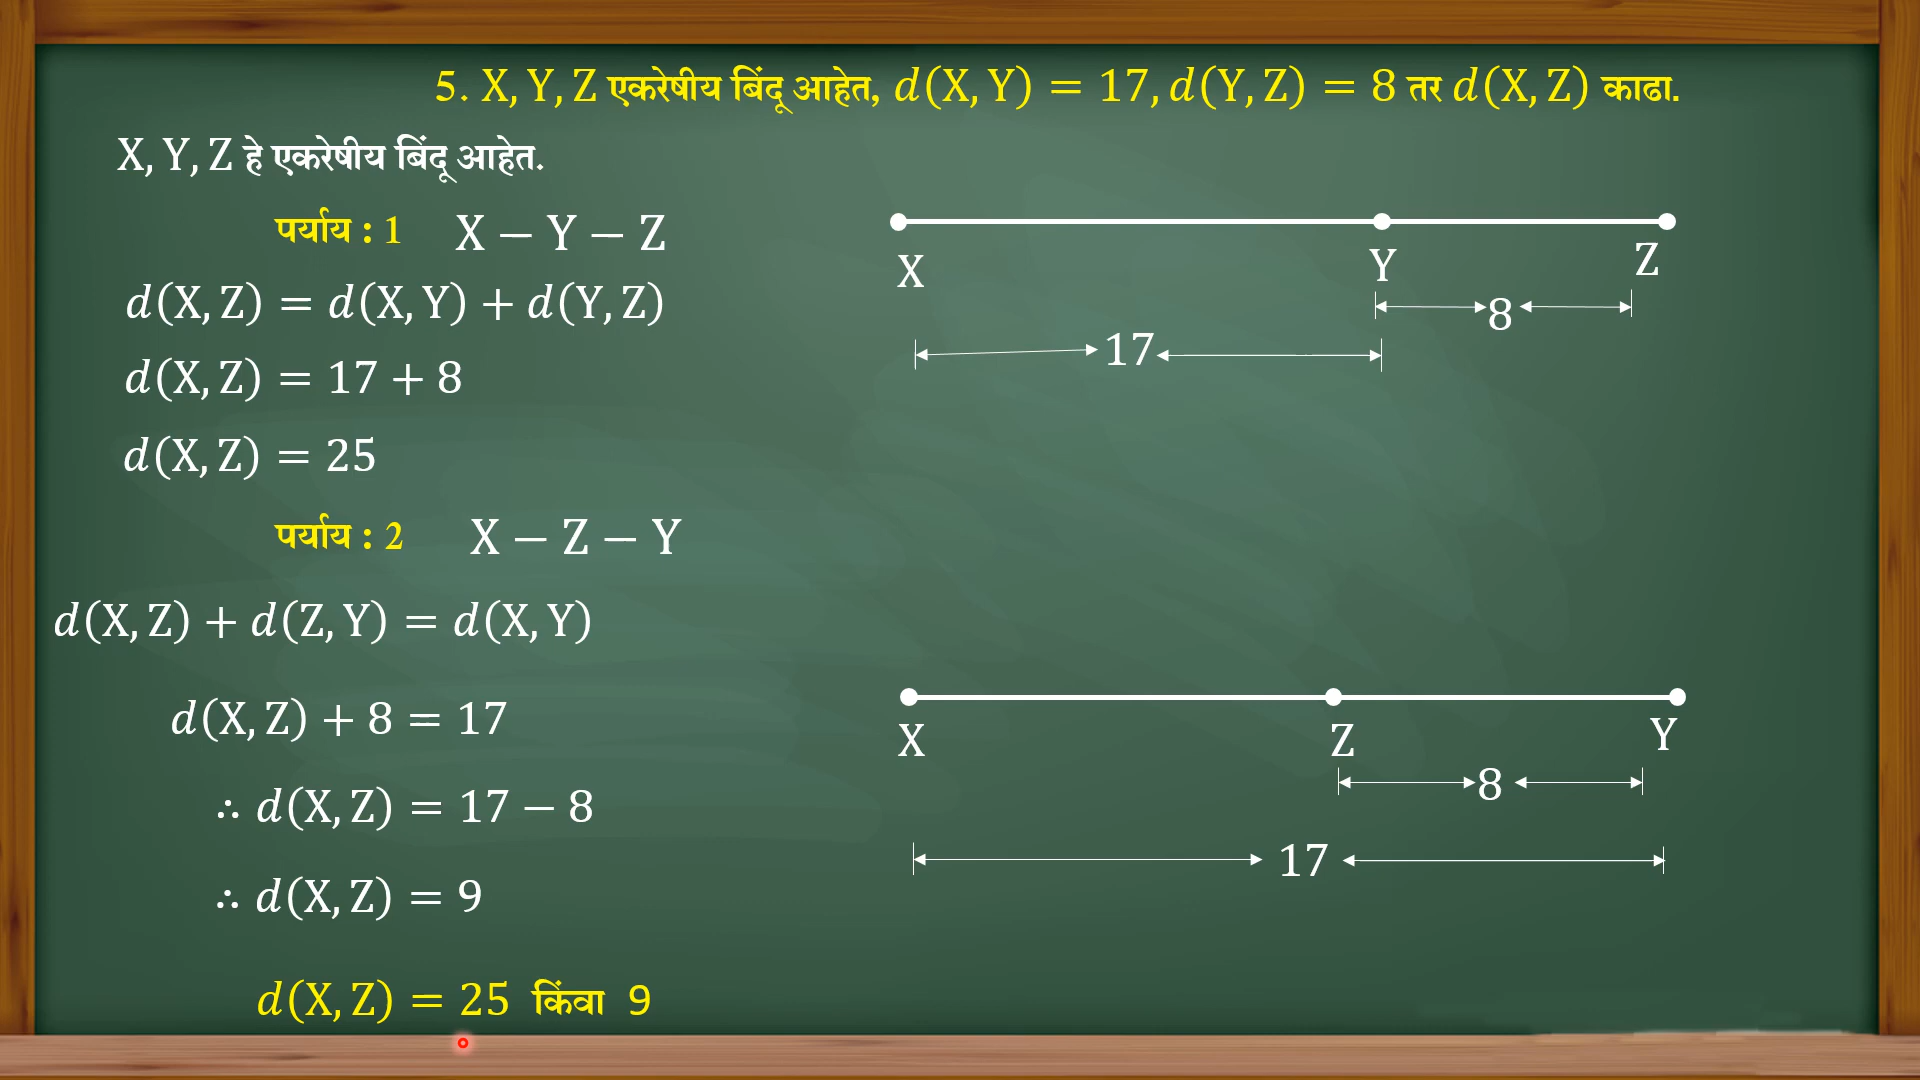 5. X, Y, Z एकरेषीय बिंदू आहेत, d(X, Y) = 17, d(Y, Z) = 8 तर d(X, Z) काढा.
X, Y, Z हे एकरेषीय बिंदू आहेत.
पर्याय : 1 X − Y − Z
d(X, Z) = d(X, Y) + d(Y, Z)
d(X, Z) = 17 + 8
d(X, Z) = 25
पर्याय : 2 X − Z − Y
d(X, Z) + d(Z, Y) = d(X, Y)
d(X, Z) + 8 = 17
∴ d(X, Z) = 17 − 8
∴ d(X, Z) = 9
d(X, Z) = 25 किंवा 9
X Y Z
8
17
X Z Y
8
17